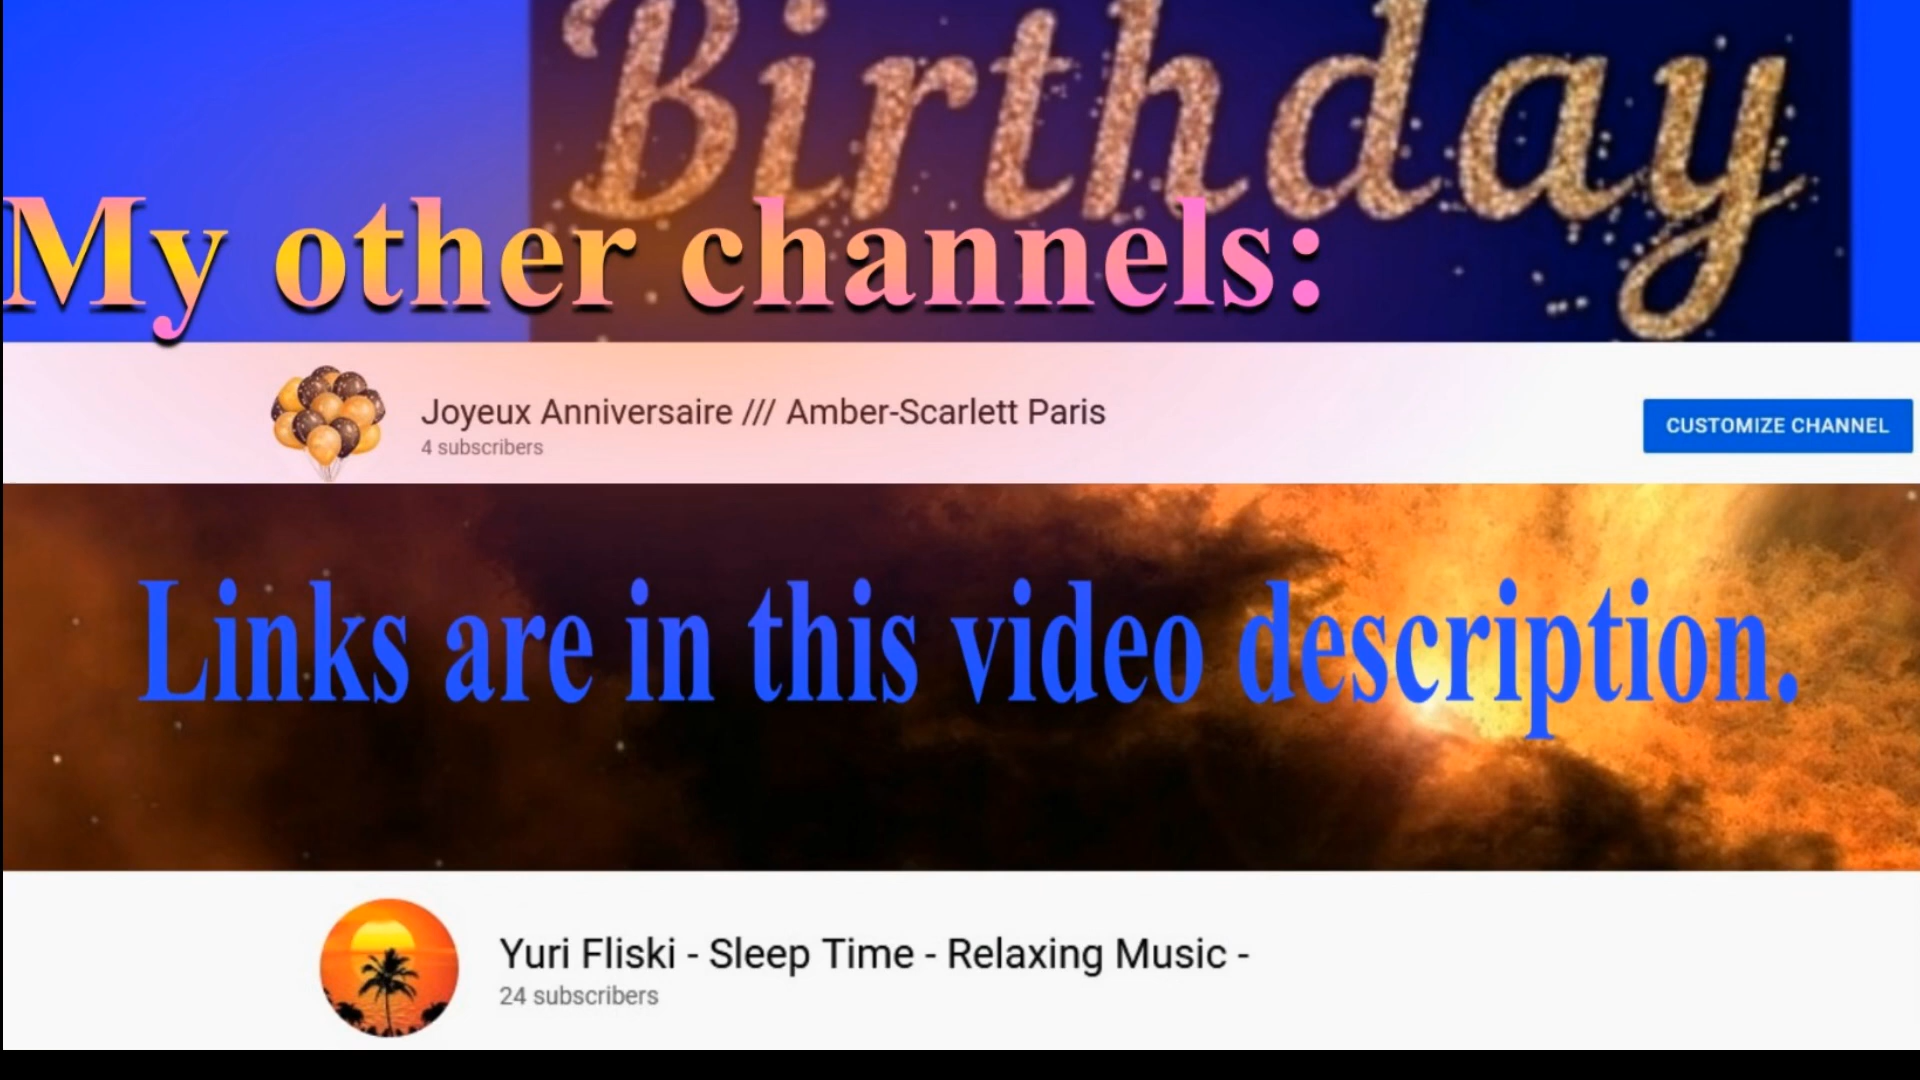 Birthday
My other channels:
Joyeux Anniversaire /// Amber-Scarlett Paris
4 subscribers
CUSTOMIZE CHANNEL
Links are in this video description.
Yuri Fliski - Sleep Time - Relaxing Music -
24 subscribers